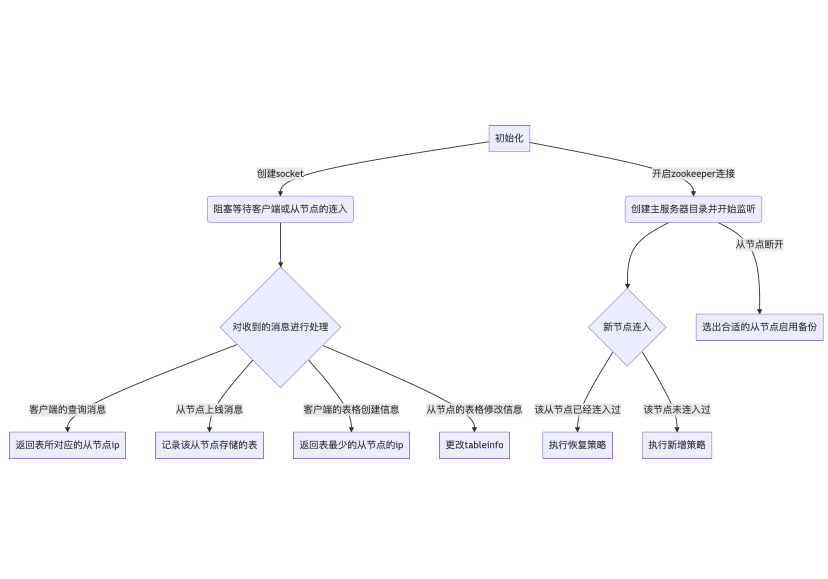 初始化
创建socket
开启zookeeper连接
阻塞等待客户端或从节点的连入
创建主服务器目录并开始监听
从节点断开
对收到的消息进行处理
新节点连入
选出合适的从节点启用备份
客户端的查询消息
从节点上线消息
客户端的表格创建信息
从节点的表格修改信息
该从节点已经连入过
该节点未连入过
返回表所对应的从节点ip
记录该从节点存储的表
返回表最少的从节点的ip
更改tableinfo
执行恢复策略
执行新增策略